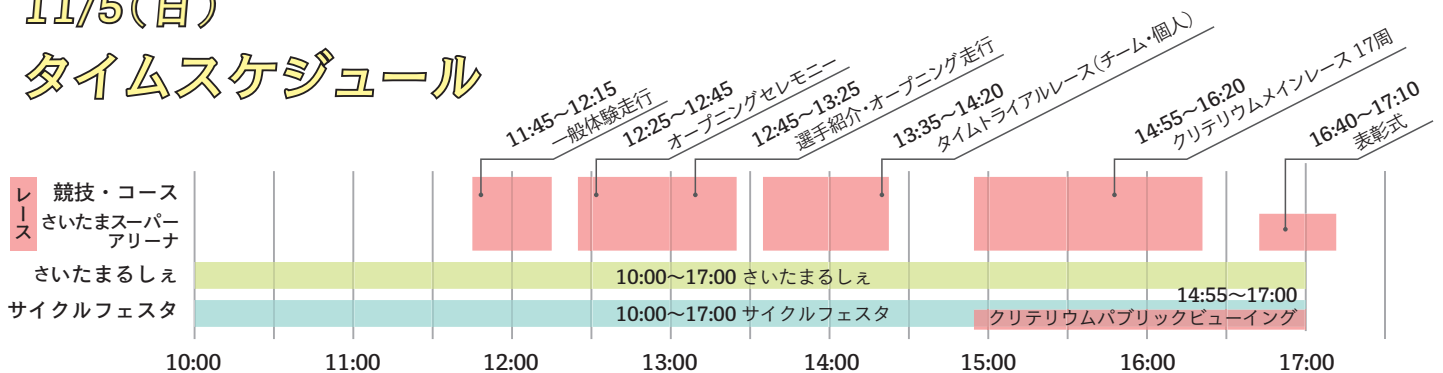 11/5(日)
タイムスケジュール
11:45〜12:15
一般体験走行
12:25〜12:45
オープニングセレモニー
12:45〜13:25
選手紹介・オープニング走行
13:35〜14:20
タイムトライアルレース(チーム・個人)
14:55〜16:20
クリテリウムメインレース 17周
16:40〜17:10
表彰式
レース
競技・コース
さいたまスーパー
アリーナ
さいたまるしぇ
10:00〜17:00 さいたまるしぇ
サイクルフェスタ
10:00〜17:00 サイクルフェスタ
14:55〜17:00
クリテリウムパブリックビューイング
10:00 11:00 12:00 13:00 14:00 15:00 16:00 17:00